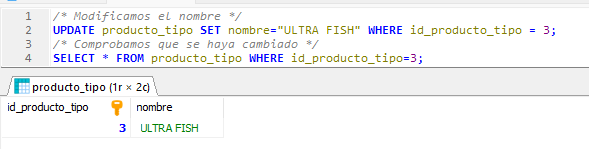 1 /* Modificamos el nombre */
2 UPDATE producto_tipo SET nombre="ULTRA FISH" WHERE id_producto_tipo = 3;
3 /* Comprobamos que se haya cambiado */
4 SELECT * FROM producto_tipo WHERE id_producto_tipo=3;
producto_tipo (1r × 2c)
id_producto_tipo nombre
3 ULTRA FISH